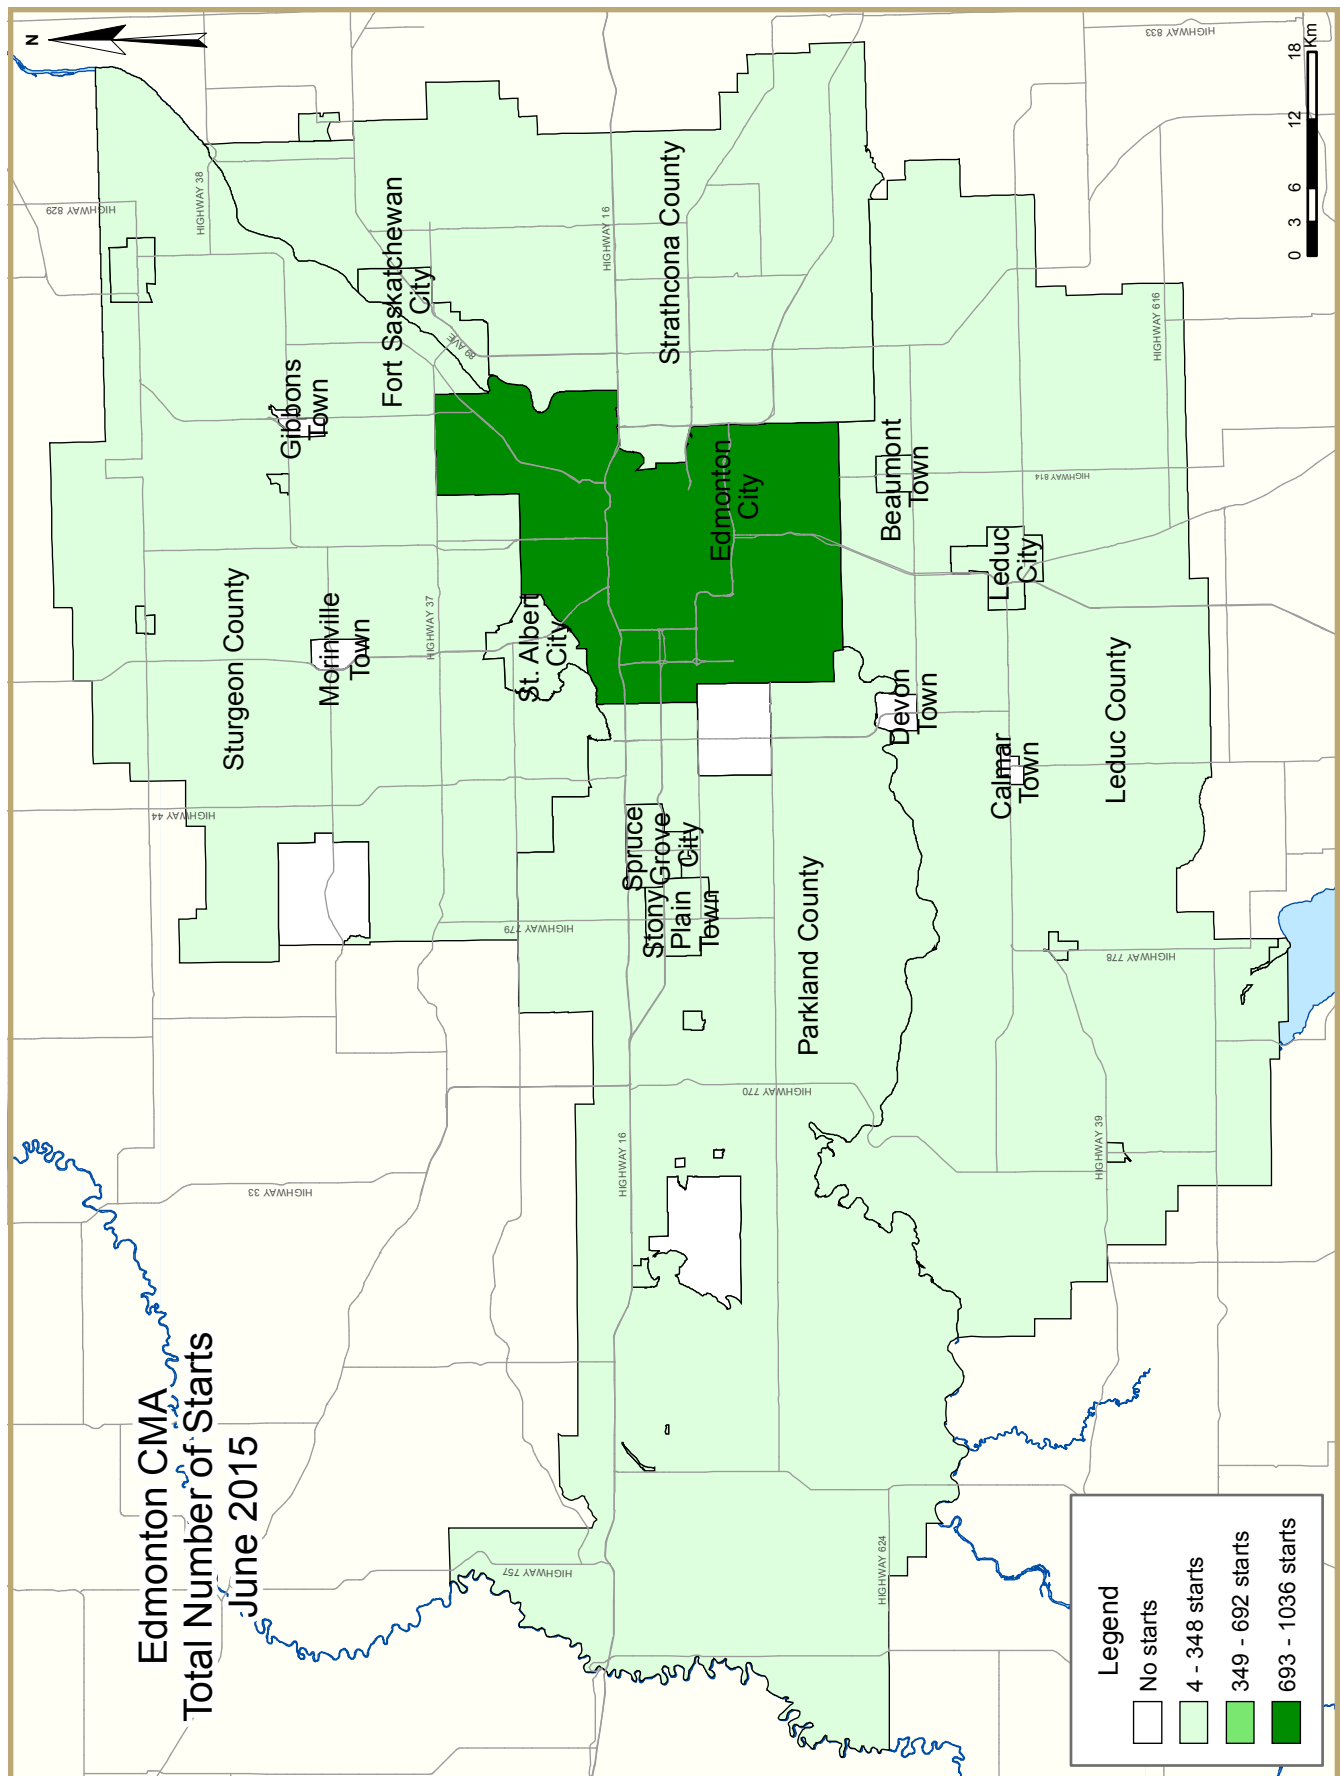 Edmonton CMA
Total Number of Starts
June 2015
N
HIGHWAY 829
HIGHWAY 38
HIGHWAY 833
Fort Saskatchewan
City
89 AVE
HIGHWAY 16
Strathcona County
Gibbons
Town
Sturgeon County
Morinville
Town
HIGHWAY 37
St. Albert
City
HIGHWAY 44
Edmonton
City
Beaumont
Town
HIGHWAY 814
HIGHWAY 616
Leduc
City
Devon
Town
Calmar
Town
Leduc County
Spruce
Grove
City
Stony
Plain
Town
HIGHWAY 779
Parkland County
HIGHWAY 778
HIGHWAY 770
HIGHWAY 39
HIGHWAY 16
HIGHWAY 33
HIGHWAY 757
HIGHWAY 624
0 3 6 12 18
Km
Legend
No starts
4 - 348 starts
349 - 692 starts
693 - 1036 starts